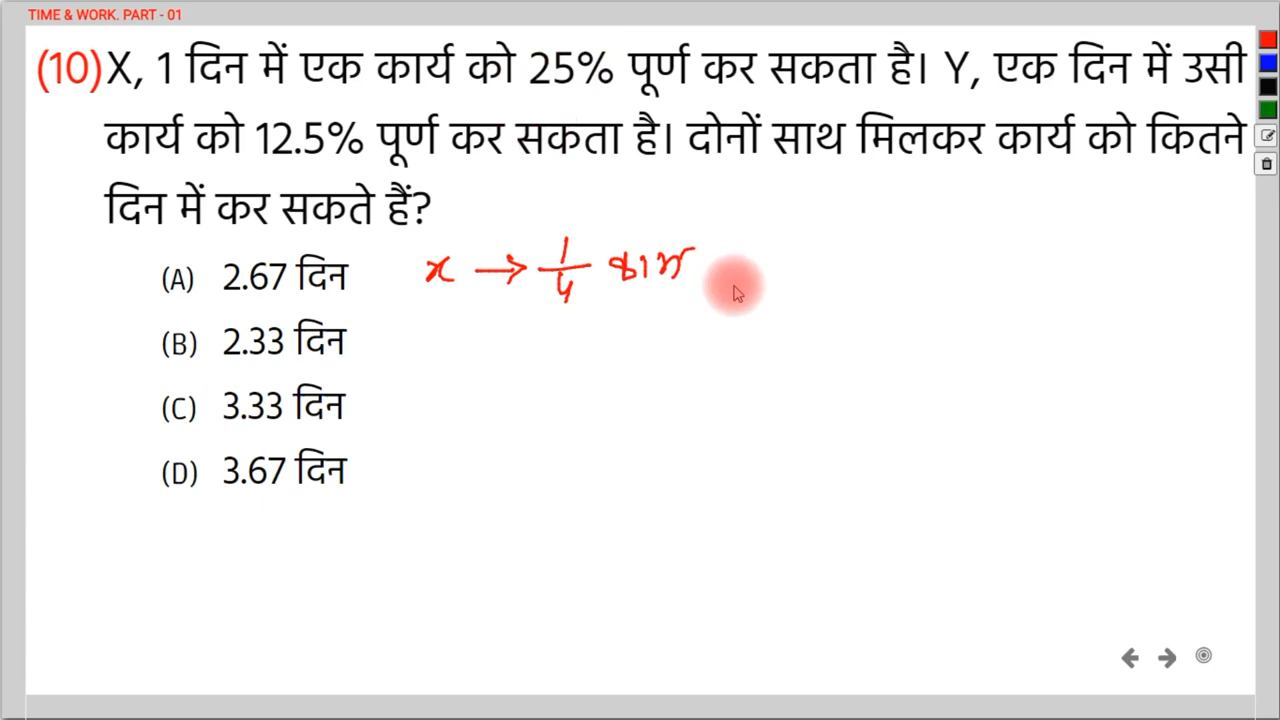 TIME & WORK. PART - 01
(10) X, 1 दिन में एक कार्य को 25% पूर्ण कर सकता है। Y, एक दिन में उसी
कार्य को 12.5% पूर्ण कर सकता है। दोनों साथ मिलकर कार्य को कितने
दिन में कर सकते हैं?
(A) 2.67 दिन
x → 1/4 कार्य
(B) 2.33 दिन
(C) 3.33 दिन
(D) 3.67 दिन